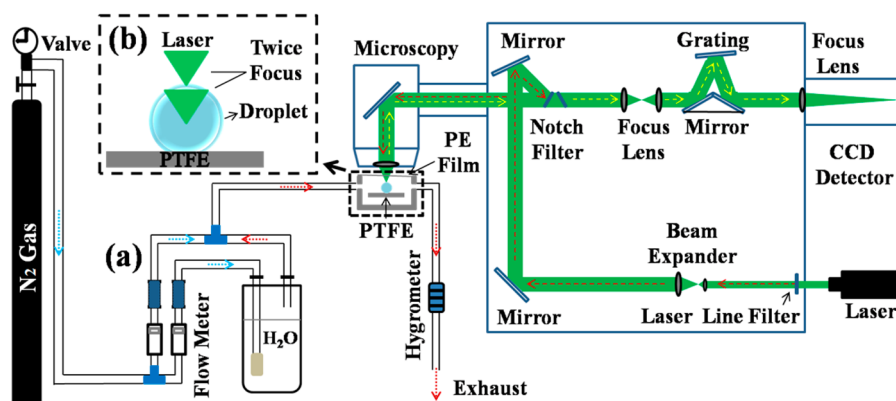 Valve
(b)
Laser
Twice
Focus
Droplet
PTFE
Microscopy
Mirror
Grating
Focus
Lens
Notch
Filter
Focus
Lens
Mirror
CCD
Detector
PE
Film
PTFE
N₂ Gas
(a)
Flow Meter
H₂O
Hygrometer
Exhaust
Beam
Expander
Mirror
Laser
Line Filter
Laser